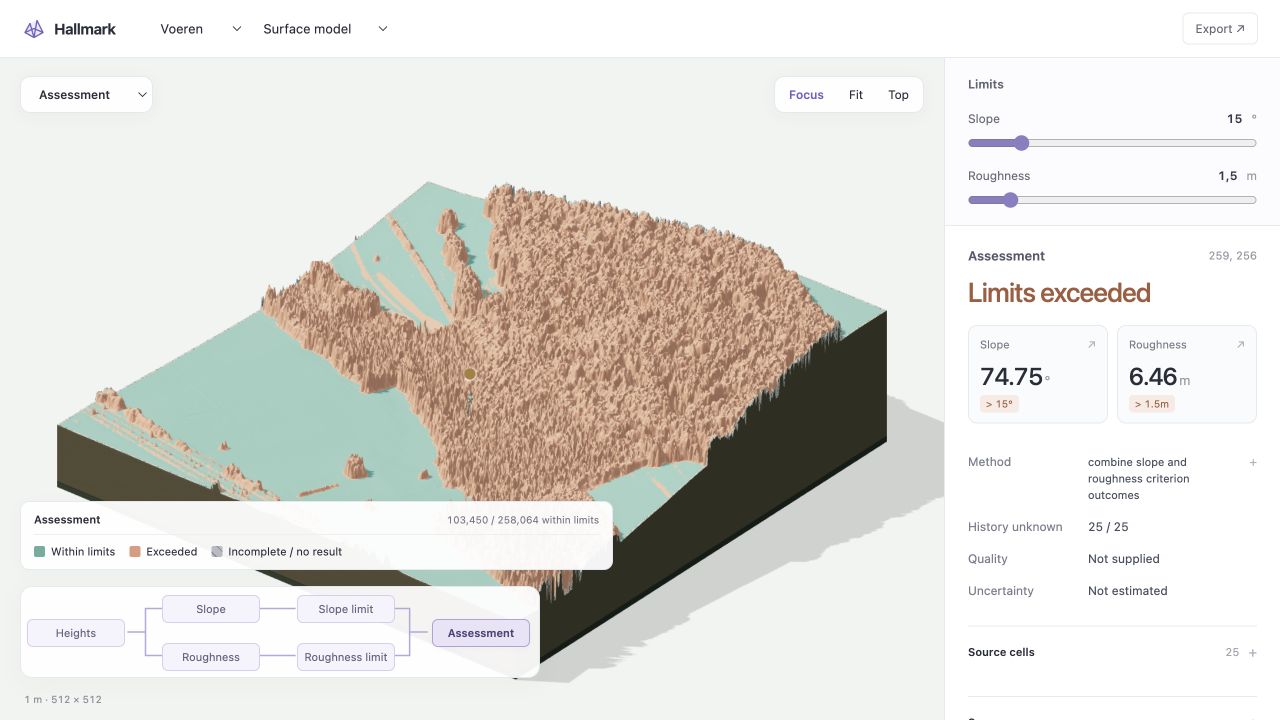 Hallmark
Voeren
Surface model
Export ↗
Assessment
Focus Fit Top
Limits
Slope 15 °
Roughness 1,5 m
Assessment 259, 256
Limits exceeded
Slope ↗
74.75°
> 15°
Roughness ↗
6.46 m
> 1.5m
Method
combine slope and
roughness criterion
outcomes
+
History unknown 25 / 25
Quality Not supplied
Uncertainty Not estimated
Source cells 25 +
Assessment 103,450 / 258,064 within limits
Within limits Exceeded Incomplete / no result
Heights
Slope
Slope limit
Roughness
Roughness limit
Assessment
1 m · 512 × 512